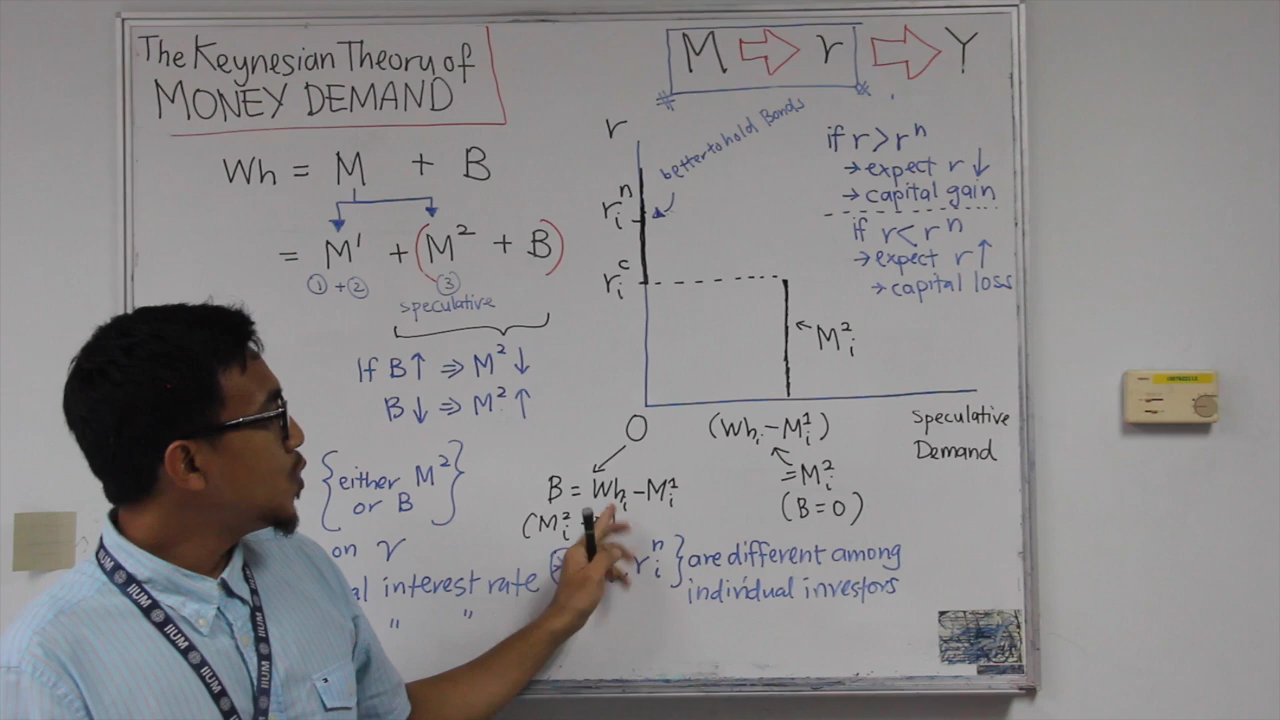 The Keynesian Theory of
MONEY DEMAND
Wh = M + B
= M¹ + (M² + B)
① + ② ③
speculative
If B↑ ⇒ M²↓
B↓ ⇒ M²↑
{either M²
or B}
on r
interest rate
" "
M ⇒ r ⇒ Y
r
better to hold Bonds
rᵢⁿ
rᵢᶜ
M²ᵢ
O
(Whᵢ - M¹ᵢ)
= M²ᵢ
(B = 0)
Speculative
Demand
B = Whᵢ - M¹ᵢ
(M²ᵢ
rᵢⁿ } are different among
individual investors
if r > rⁿ
→ expect r↓
→ capital gain
if r < rⁿ
→ expect r↑
→ capital loss
IIUM
IIUM
IIUM